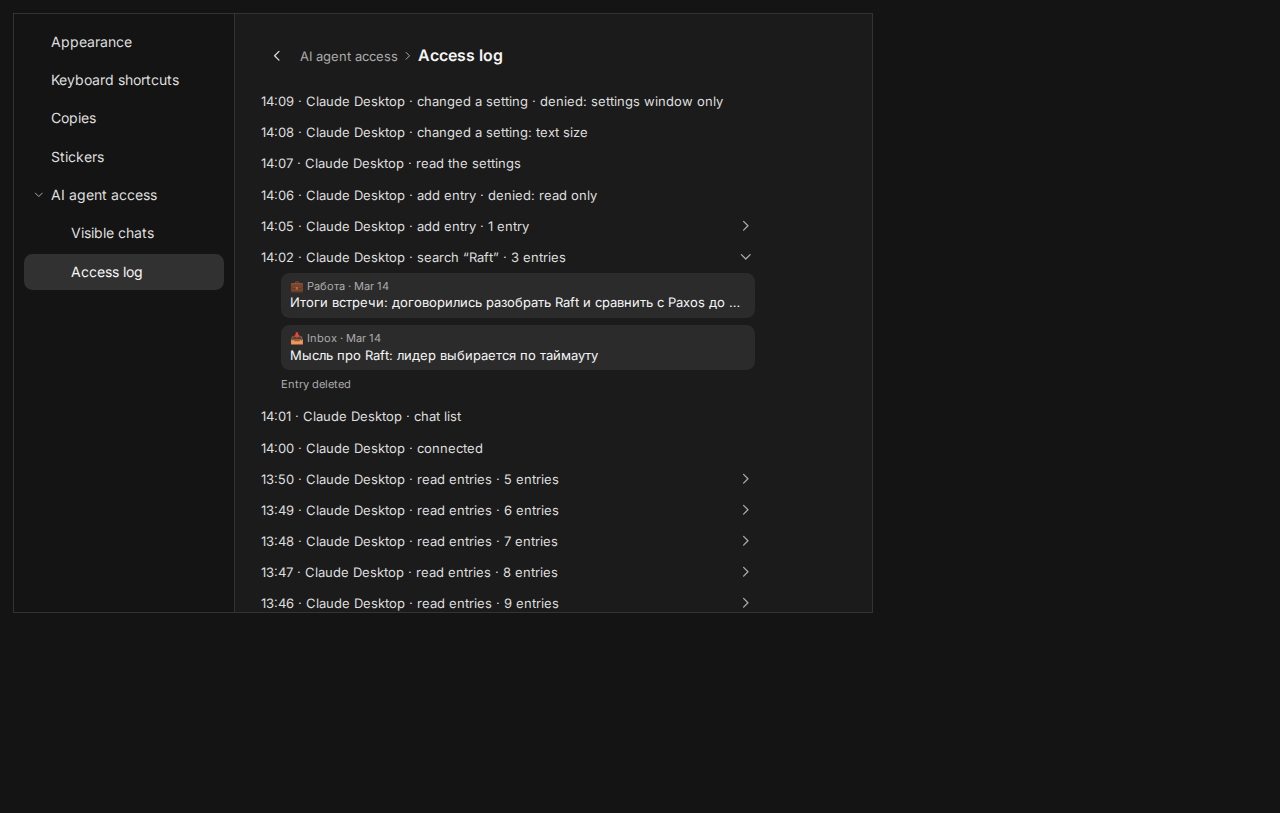 Appearance
Keyboard shortcuts
Copies
Stickers
AI agent access
Visible chats
Access log
AI agent access > Access log
14:09 · Claude Desktop · changed a setting · denied: settings window only
14:08 · Claude Desktop · changed a setting: text size
14:07 · Claude Desktop · read the settings
14:06 · Claude Desktop · add entry · denied: read only
14:05 · Claude Desktop · add entry · 1 entry
14:02 · Claude Desktop · search “Raft” · 3 entries
Работа · Mar 14
Итоги встречи: договорились разобрать Raft и сравнить с Paxos до ...
Inbox · Mar 14
Мысль про Raft: лидер выбирается по таймауту
Entry deleted
14:01 · Claude Desktop · chat list
14:00 · Claude Desktop · connected
13:50 · Claude Desktop · read entries · 5 entries
13:49 · Claude Desktop · read entries · 6 entries
13:48 · Claude Desktop · read entries · 7 entries
13:47 · Claude Desktop · read entries · 8 entries
13:46 · Claude Desktop · read entries · 9 entries